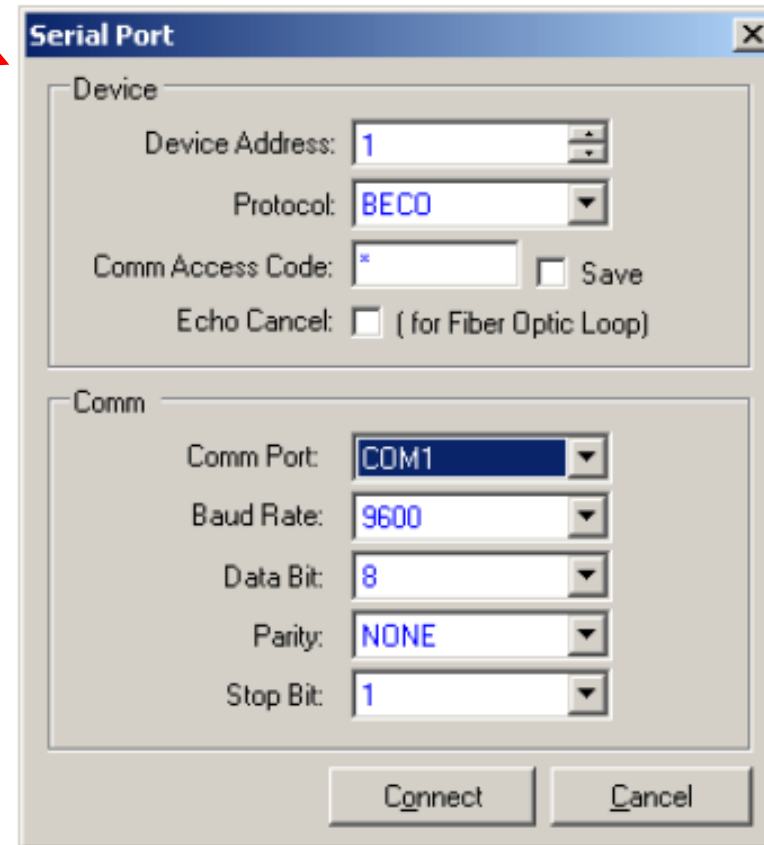 Serial Port
Device
Device Address: 1
Protocol: BECO
Comm Access Code: * Save
Echo Cancel: ( for Fiber Optic Loop)
Comm
Comm Port: COM1
Baud Rate: 9600
Data Bit: 8
Parity: NONE
Stop Bit: 1
Connect Cancel